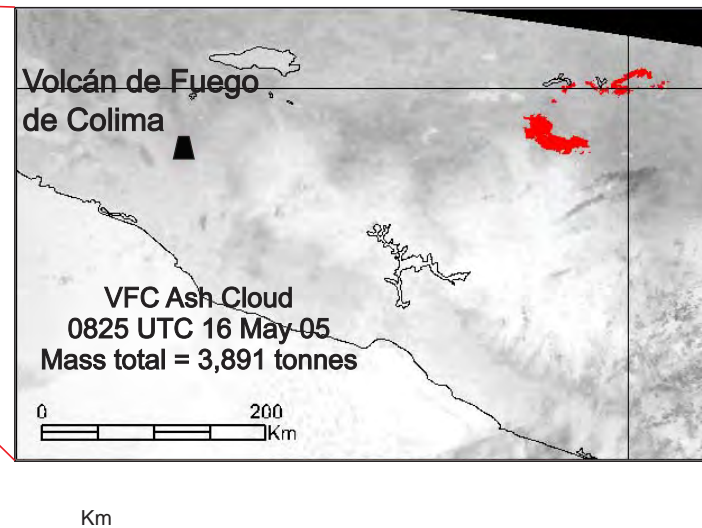 Volcán de Fuego
de Colima
VFC Ash Cloud
0825 UTC 16 May 05
Mass total = 3,891 tonnes
0 200
Km
Km